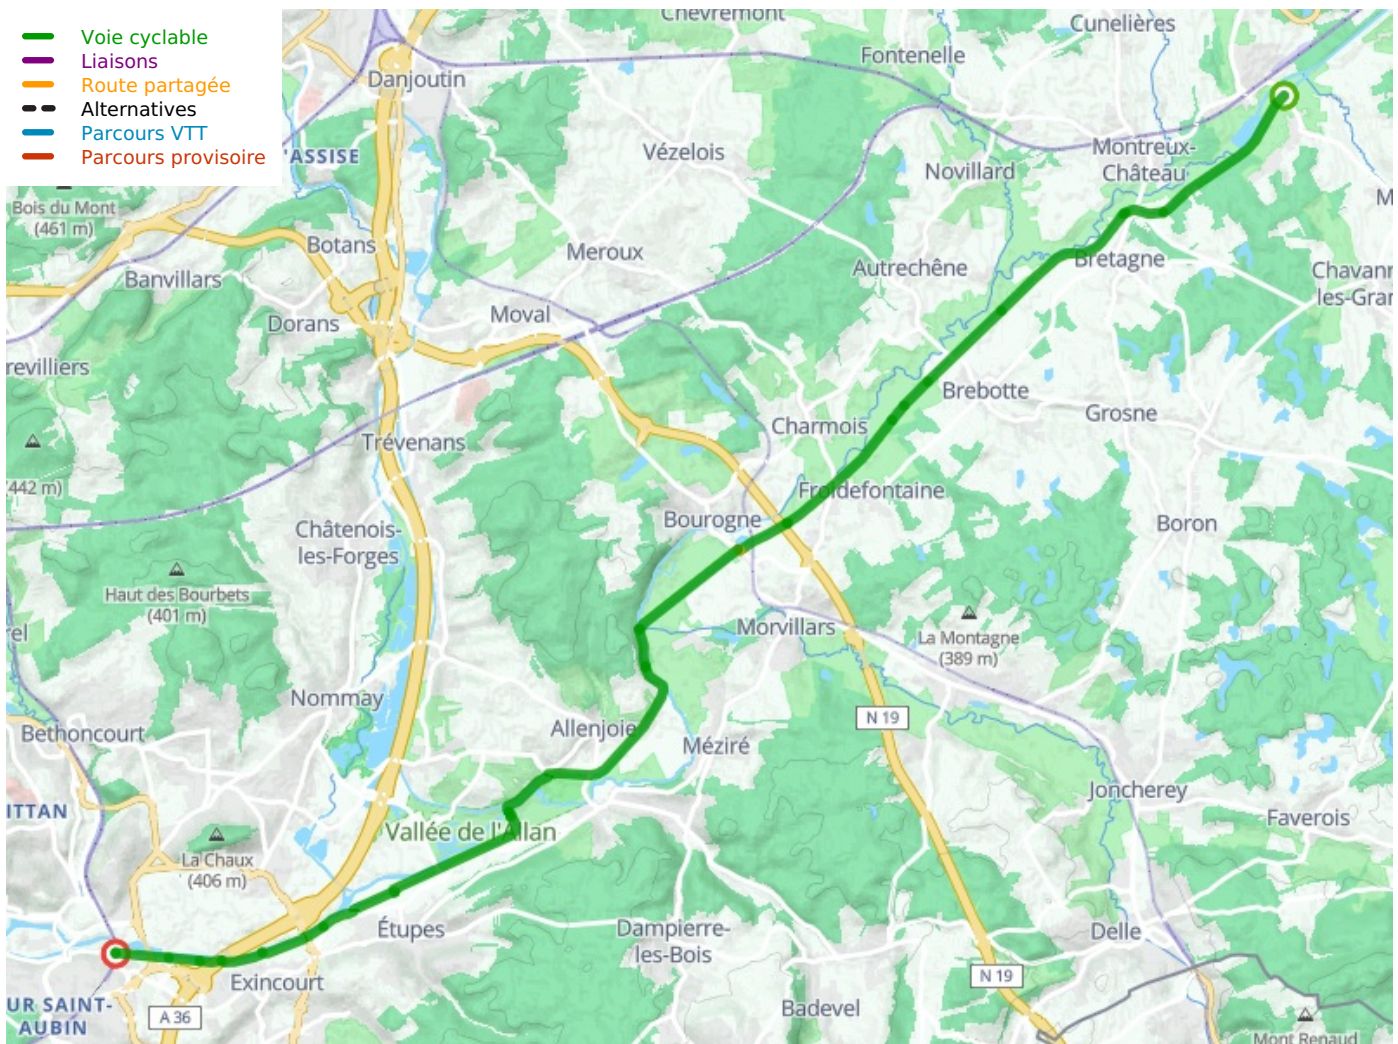 Voie cyclable
Liaisons
Route partagée
Alternatives
Parcours VTT
Parcours provisoire
Chèvremont
Cunelières
Fontenelle
Danjoutin
'ASSISE
Vézelois
Montreux-
Château
Novillard
Bois du Mont
(461 m)
M
Botans
Meroux
Bretagne
Autrechêne
Banvillars
Chavann
les-Gran
Moval
Dorans
revilliers
Brebotte
Grosne
Charmois
Trévenans
442 m)
Froidefontaine
Bourogne
Boron
Châtenois-
les-Forges
Haut des Bourbets
(401 m)
rel
Morvillars
La Montagne
(389 m)
Nommay
N 19
Allenjoie
Bethoncourt
Méziré
Joncherey
ITTAN
Faverois
Vallée de l'Allan
La Chaux
(406 m)
Étupes
Dampierre-
les-Bois
Delle
Exincourt
N 19
UR SAINT-
AUBIN
A 36
Badevel
Mont Renaud